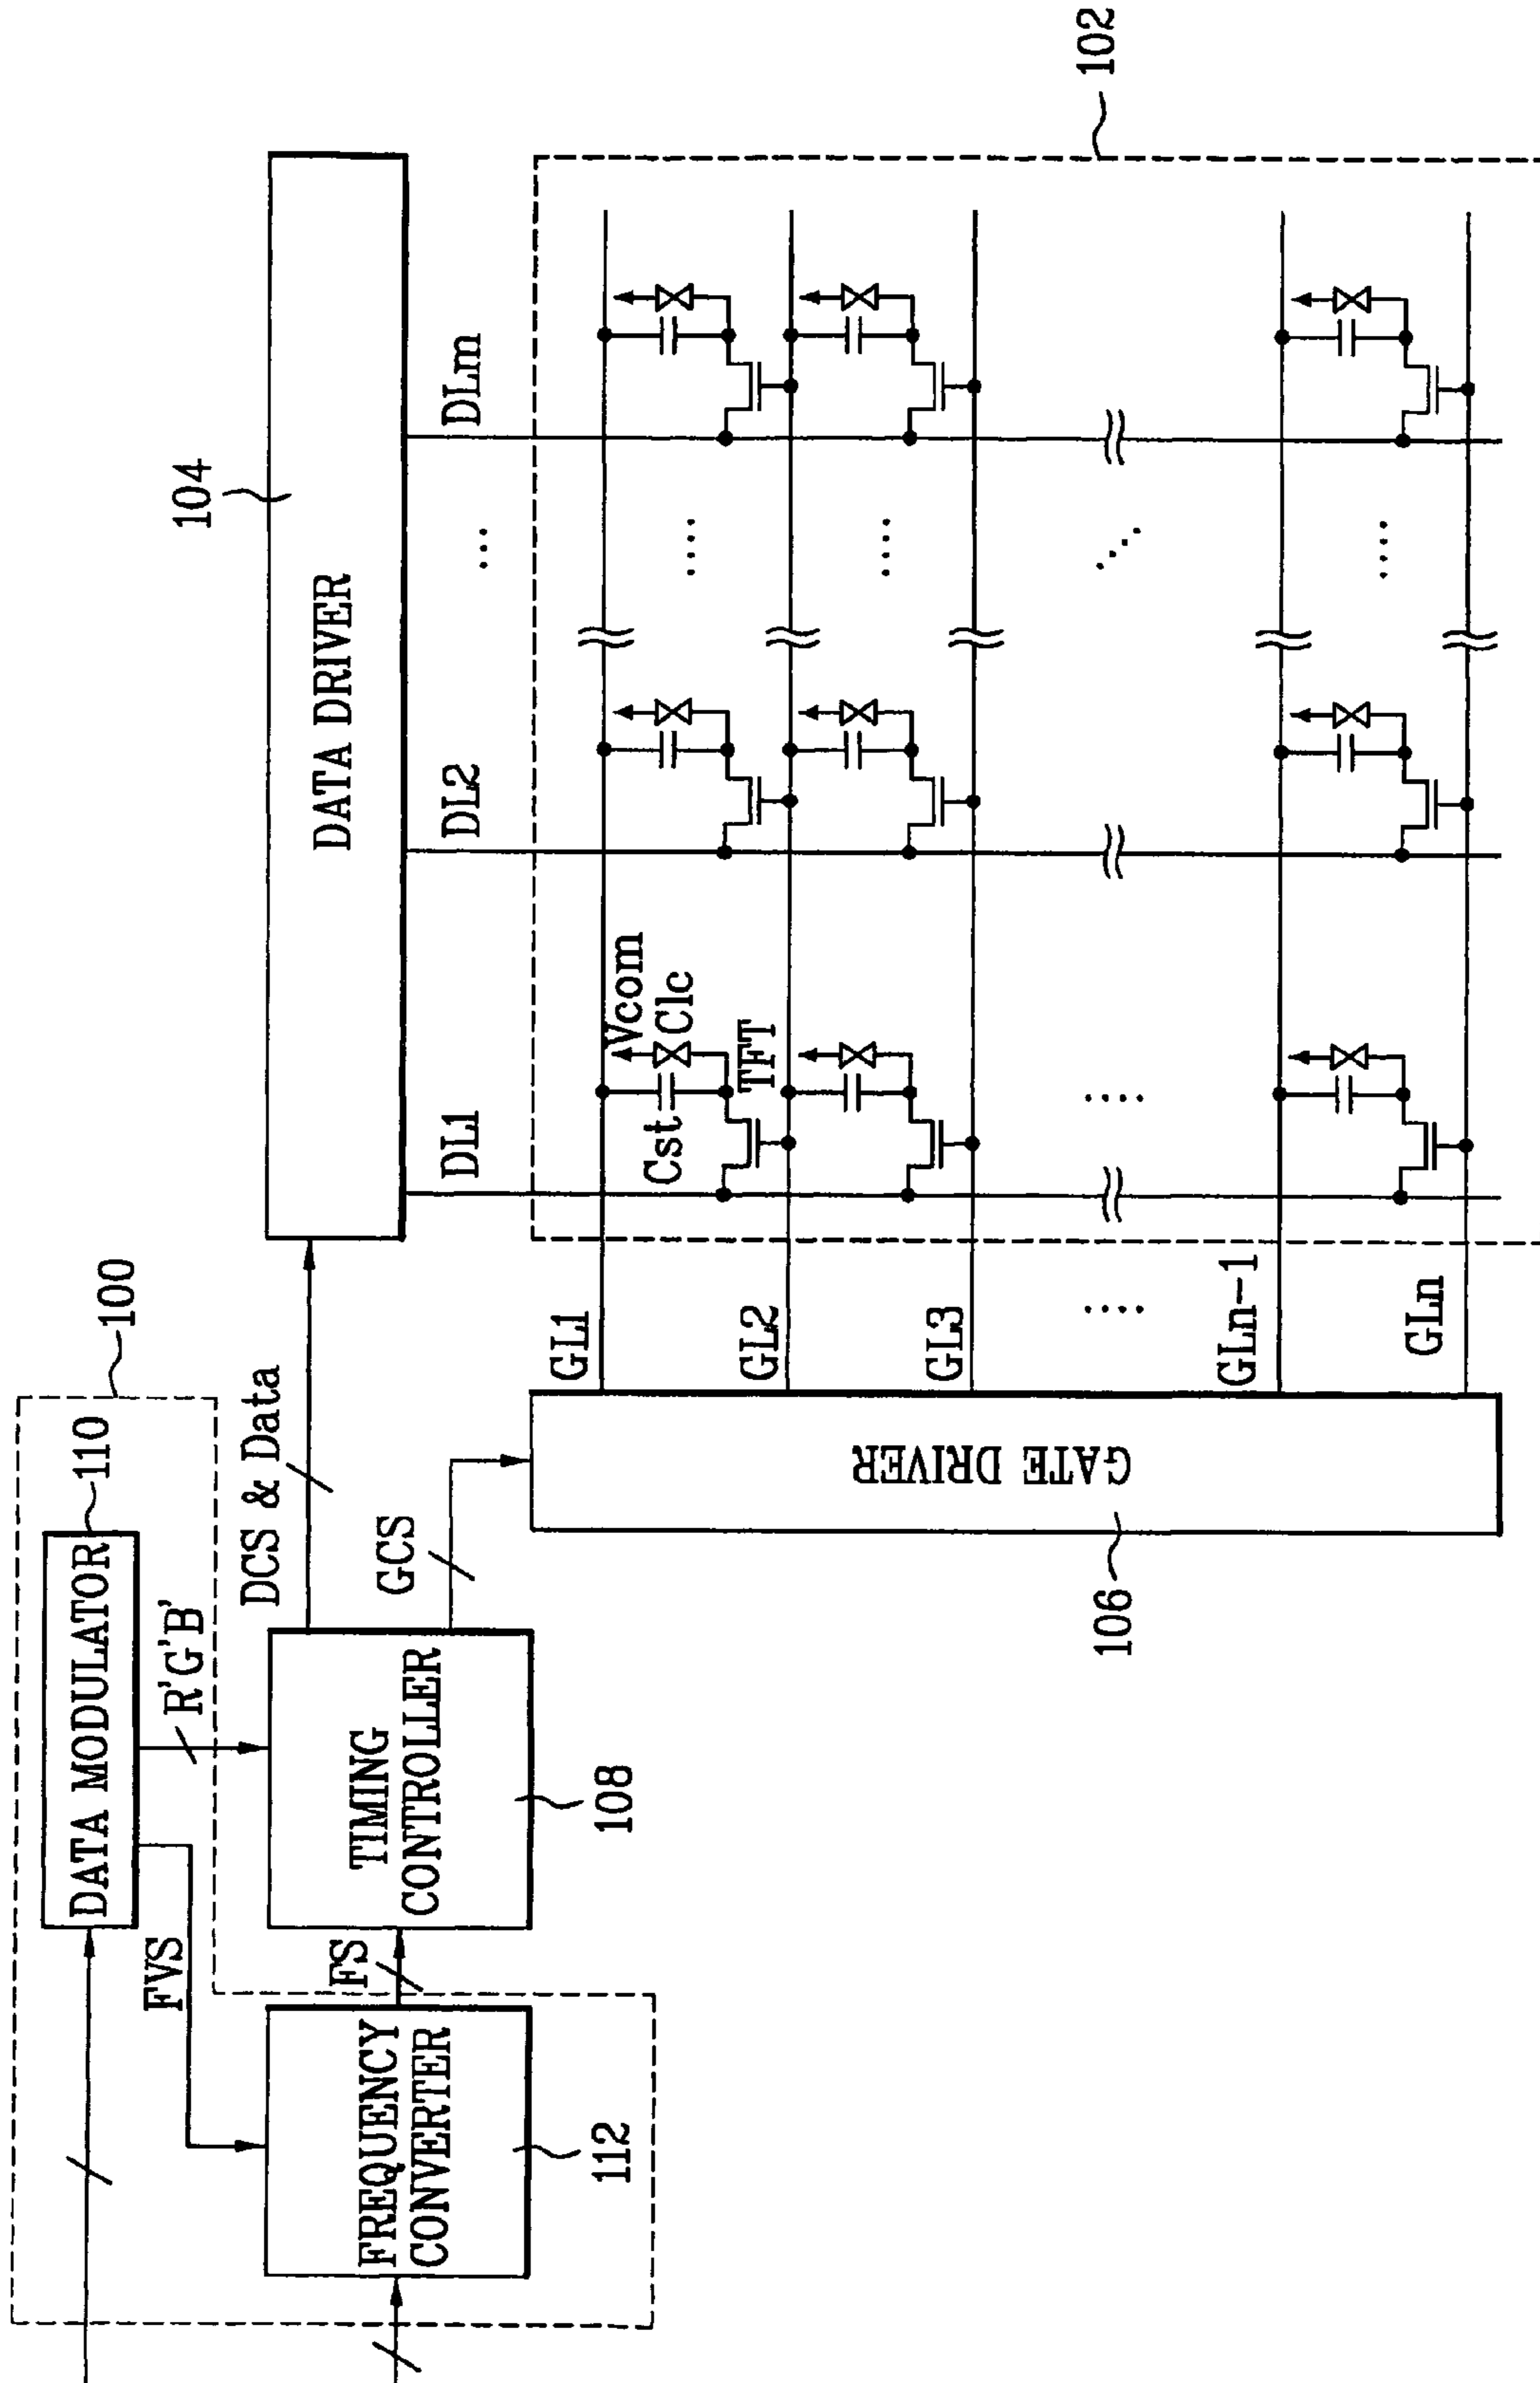 100
DATA MODULATOR
110
FVS
R'G'B'
104
DCS & Data
DATA DRIVER
FREQUENCY
CONVERTER
112
FS
TIMING
CONTROLLER
108
GCS
DL1
DL2
...
DLm
GATE DRIVER
106
GL1
GL2
GL3
....
GLn-1
GLn
Vcom
Clc
Cst
TFT
....
....
....
....
....
102